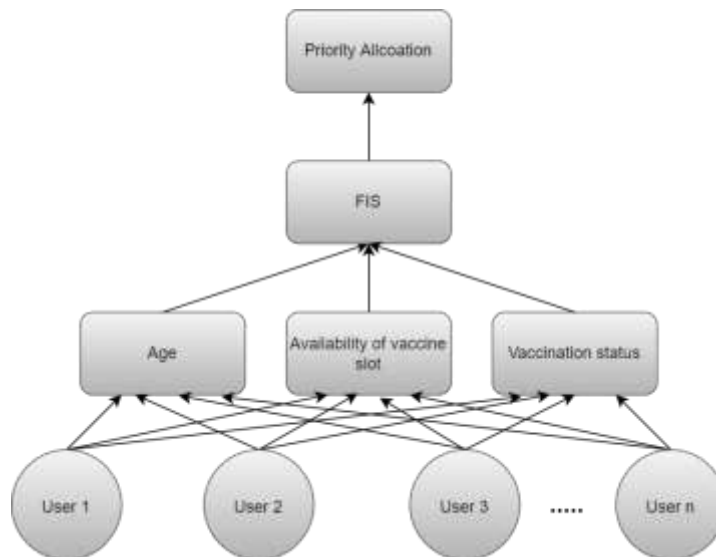 Priority Allcoation
FIS
Age
Availability of vaccine
slot
Vaccination status
User 1
User 2
User 3
.....
User n